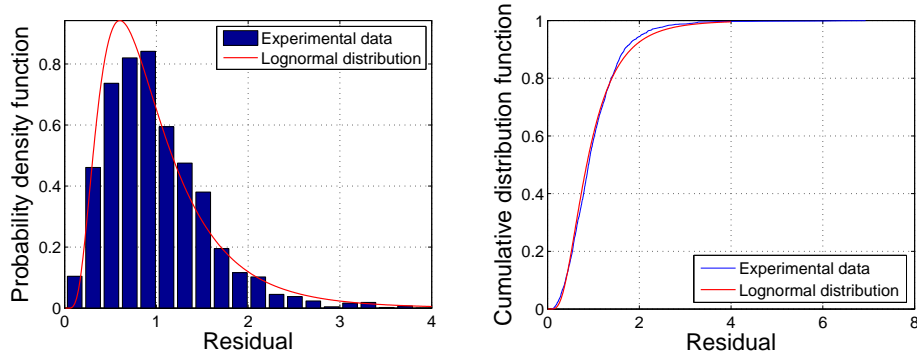 Probability density function
0.8
0.6
0.4
0.2
0
0
1
2
3
4
Residual
Experimental data
Lognormal distribution
Cumulative distribution function
1
0.8
0.6
0.4
0.2
0
0
2
4
6
8
Residual
Experimental data
Lognormal distribution